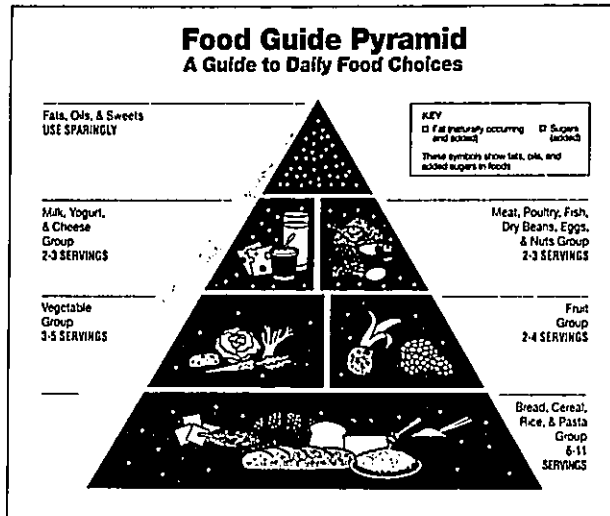 Food Guide Pyramid
A Guide to Daily Food Choices
Fats, Oils, & Sweets
USE SPARINGLY
KEY
Fat (naturally occurring and added)
Sugars (added)
These symbols show fats, oils, and
added sugars in foods
Milk, Yogurt,
& Cheese
Group
2-3 SERVINGS
Meat, Poultry, Fish,
Dry Beans, Eggs,
& Nuts Group
2-3 SERVINGS
Vegetable
Group
3-5 SERVINGS
Fruit
Group
2-4 SERVINGS
Bread, Cereal,
Rice, & Pasta
Group
6-11
SERVINGS